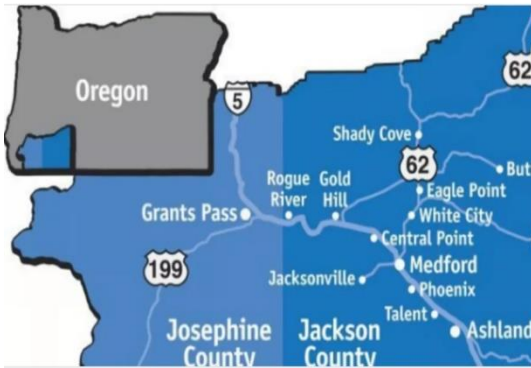 Oregon
5
62
Shady Cove
62
But
Eagle Point
Rogue
River
Gold
Hill
Grants Pass
White City
Central Point
199
Jacksonville
Medford
Phoenix
Talent
Ashland
Josephine
County
Jackson
County